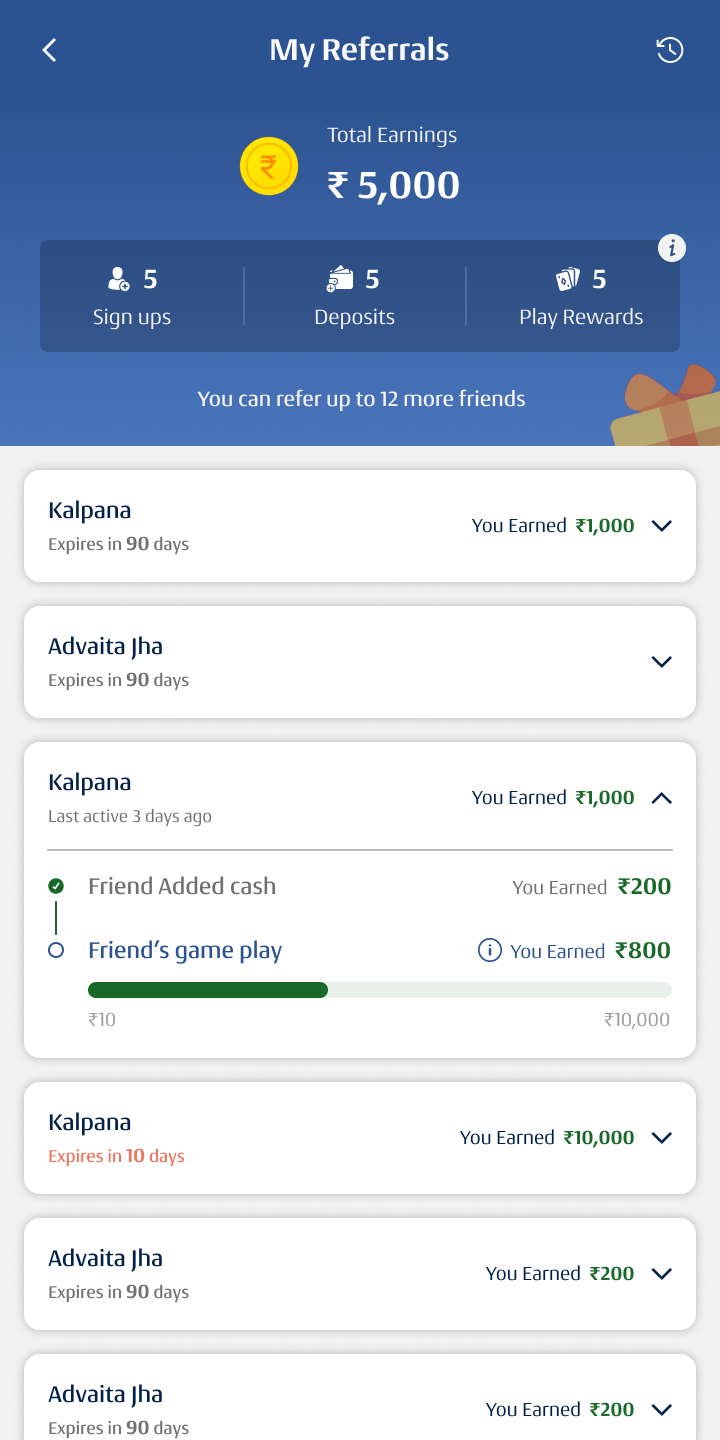 My Referrals
Total Earnings
₹ 5,000
5 5 5
Sign ups Deposits Play Rewards
You can refer up to 12 more friends
Kalpana
You Earned ₹1,000
Expires in 90 days
Advaita Jha
Expires in 90 days
Kalpana
You Earned ₹1,000
Last active 3 days ago
Friend Added cash You Earned ₹200
Friend’s game play You Earned ₹800
₹10 ₹10,000
Kalpana
You Earned ₹10,000
Expires in 10 days
Advaita Jha
You Earned ₹200
Expires in 90 days
Advaita Jha
You Earned ₹200
Expires in 90 days